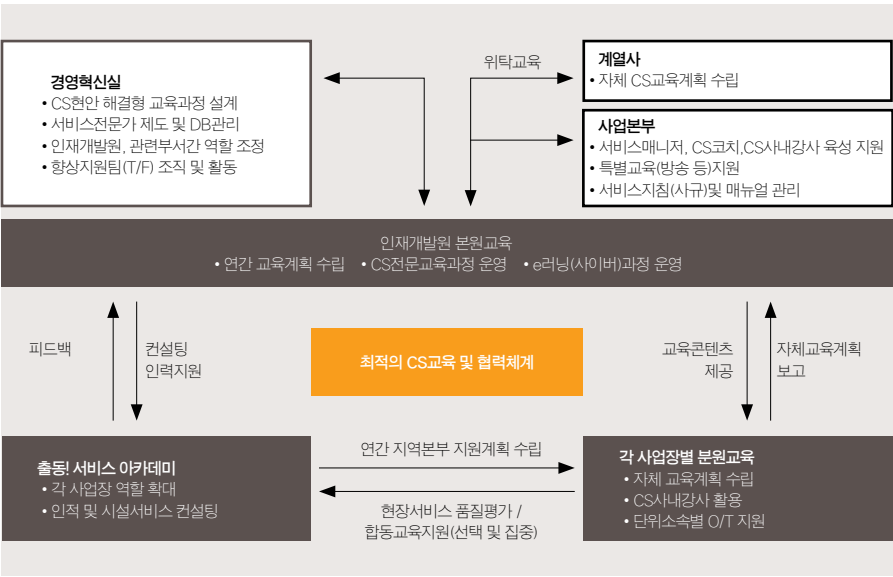 경영혁신실
• CS현안 해결형 교육과정 설계
• 서비스전문가 제도 및 DB관리
• 인재개발원, 관련부서간 역할 조정
• 향상지원팀(T/F) 조직 및 활동
위탁교육
계열사
• 자체 CS교육계획 수립
사업본부
• 서비스매니저, CS코치,CS사내강사 육성 지원
• 특별교육(방송 등)지원
• 서비스지침(사규)및 매뉴얼 관리
인재개발원 본원교육
• 연간 교육계획 수립 • CS전문교육과정 운영 • e러닝(사이버)과정 운영
피드백
컨설팅
인력지원
최적의 CS교육 및 협력체계
교육콘텐츠
제공
자체교육계획
보고
출동! 서비스 아카데미
• 각 사업장 역할 확대
• 인적 및 시설서비스 컨설팅
연간 지역본부 지원계획 수립
현장서비스 품질평가 /
합동교육지원(선택 및 집중)
각 사업장별 분원교육
• 자체 교육계획 수립
• CS사내강사 활용
• 단위소속별 O/T 지원